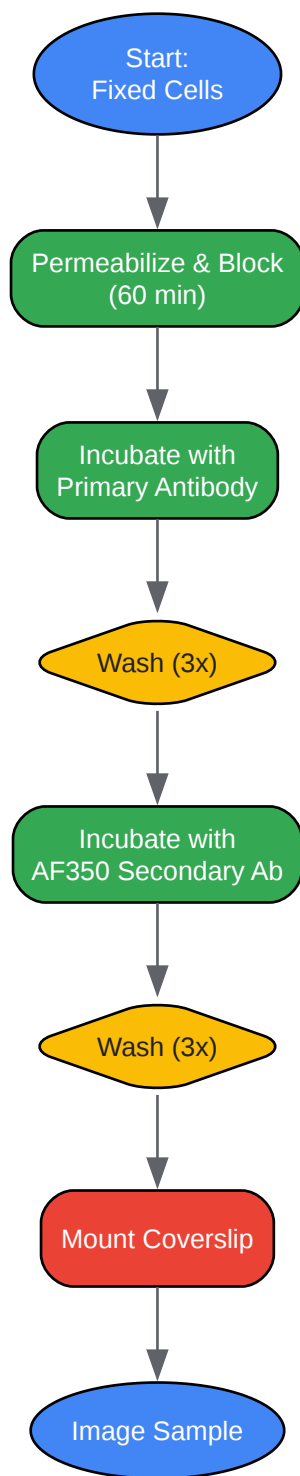 Start:
Fixed Cells
Permeabilize & Block
(60 min)
Incubate with
Primary Antibody
Wash (3x)
Incubate with
AF350 Secondary Ab
Wash (3x)
Mount Coverslip
Image Sample